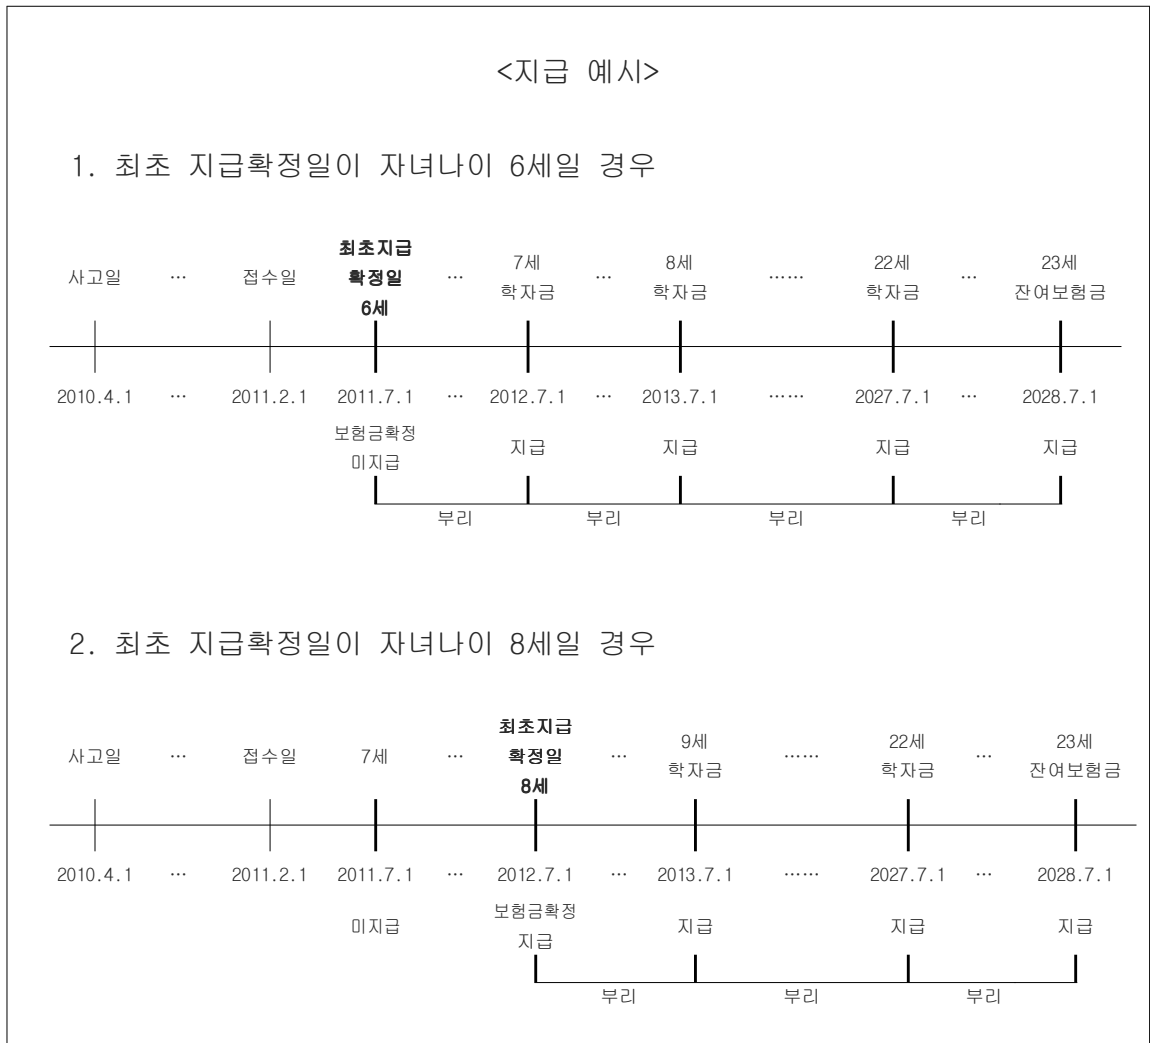 <지급 예시>
1. 최초 지급확정일이 자녀나이 6세일 경우
최초지급
확정일
6세
사고일 … 접수일 … 7세 학자금 … 8세 학자금 …… 22세 학자금 … 23세 잔여보험금
2010.4.1 … 2011.2.1 2011.7.1 … 2012.7.1 … 2013.7.1 …… 2027.7.1 … 2028.7.1
보험금확정
미지급
지급 지급 지급 지급
부리 부리 부리 부리
2. 최초 지급확정일이 자녀나이 8세일 경우
최초지급
확정일
8세
사고일 … 접수일 7세 … … 9세 학자금 …… 22세 학자금 … 23세 잔여보험금
2010.4.1 … 2011.2.1 2011.7.1 … 2012.7.1 … 2013.7.1 …… 2027.7.1 … 2028.7.1
미지급
보험금확정
지급
지급 지급 지급
부리 부리 부리